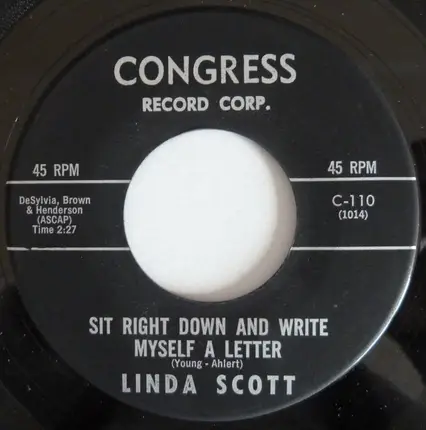 CONGRESS
RECORD CORP.
45 RPM
45 RPM
DeSylvia, Brown
& Henderson
(ASCAP)
Time 2:27
C-110
(1014)
SIT RIGHT DOWN AND WRITE
MYSELF A LETTER
(Young - Ahlert)
LINDA SCOTT